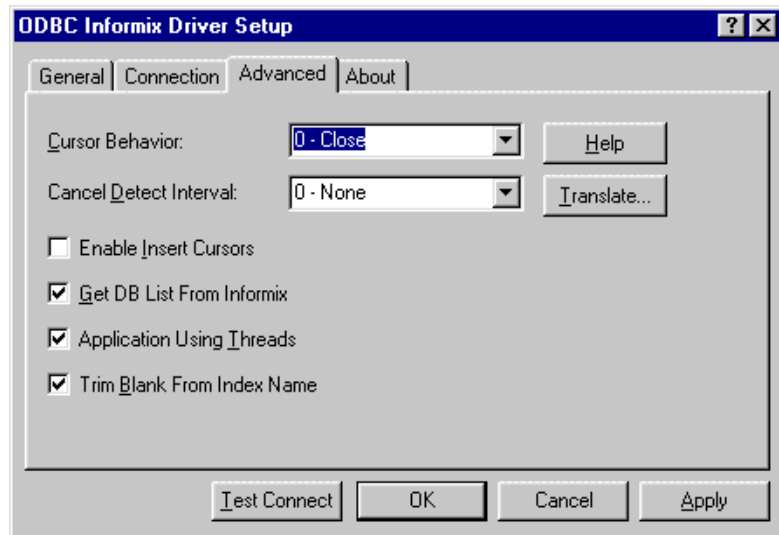 ODBC Informix Driver Setup
General Connection Advanced About
Cursor Behavior: 0 - Close Help
Cancel Detect Interval: 0 - None Translate...
Enable Insert Cursors
Get DB List From Informix
Application Using Threads
Trim Blank From Index Name
Test Connect OK Cancel Apply